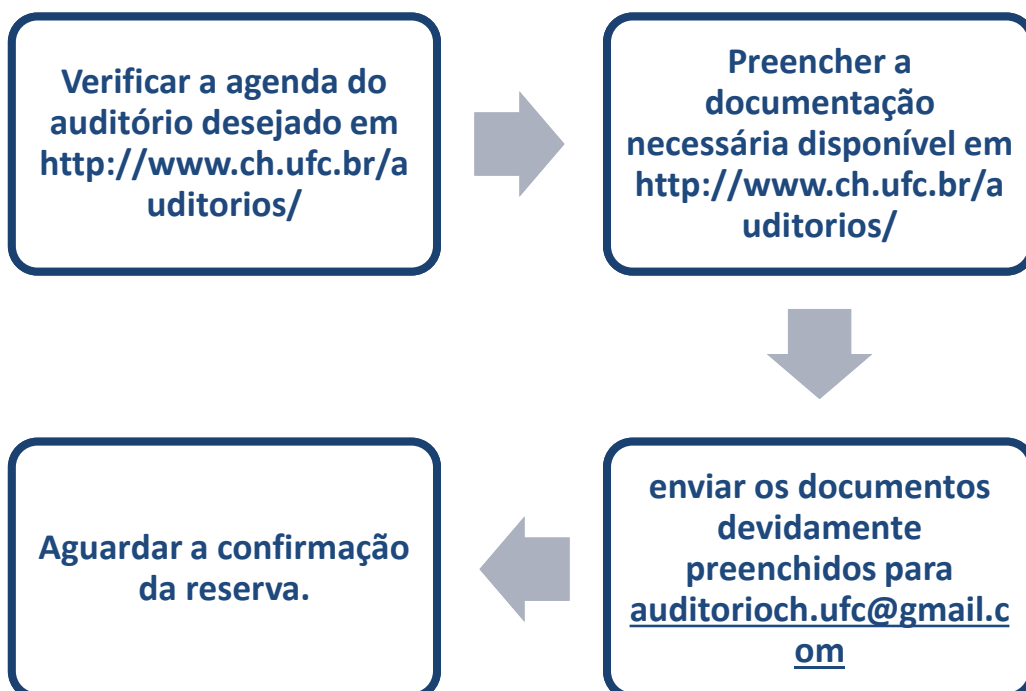 Verificar a agenda do
auditório desejado em
http://www.ch.ufc.br/a
uditorios/
Preencher a
documentação
necessária disponível em
http://www.ch.ufc.br/a
uditorios/
enviar os documentos
devidamente
preenchidos para
auditorioch.ufc@gmail.c
om
Aguardar a confirmação
da reserva.